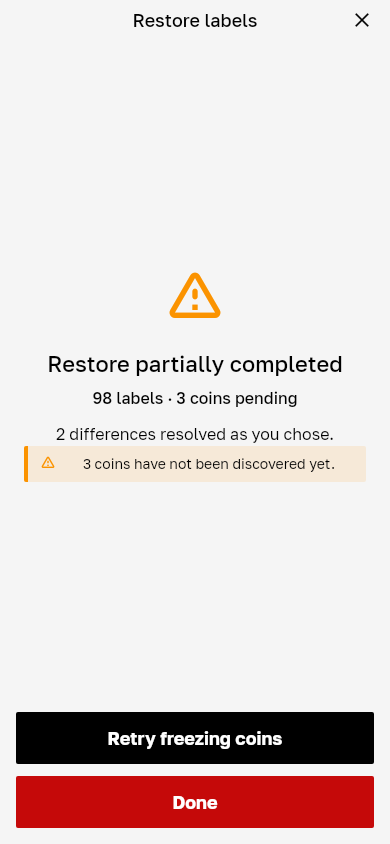 Restore labels
Restore partially completed
98 labels · 3 coins pending
2 differences resolved as you chose.
3 coins have not been discovered yet.
Retry freezing coins
Done